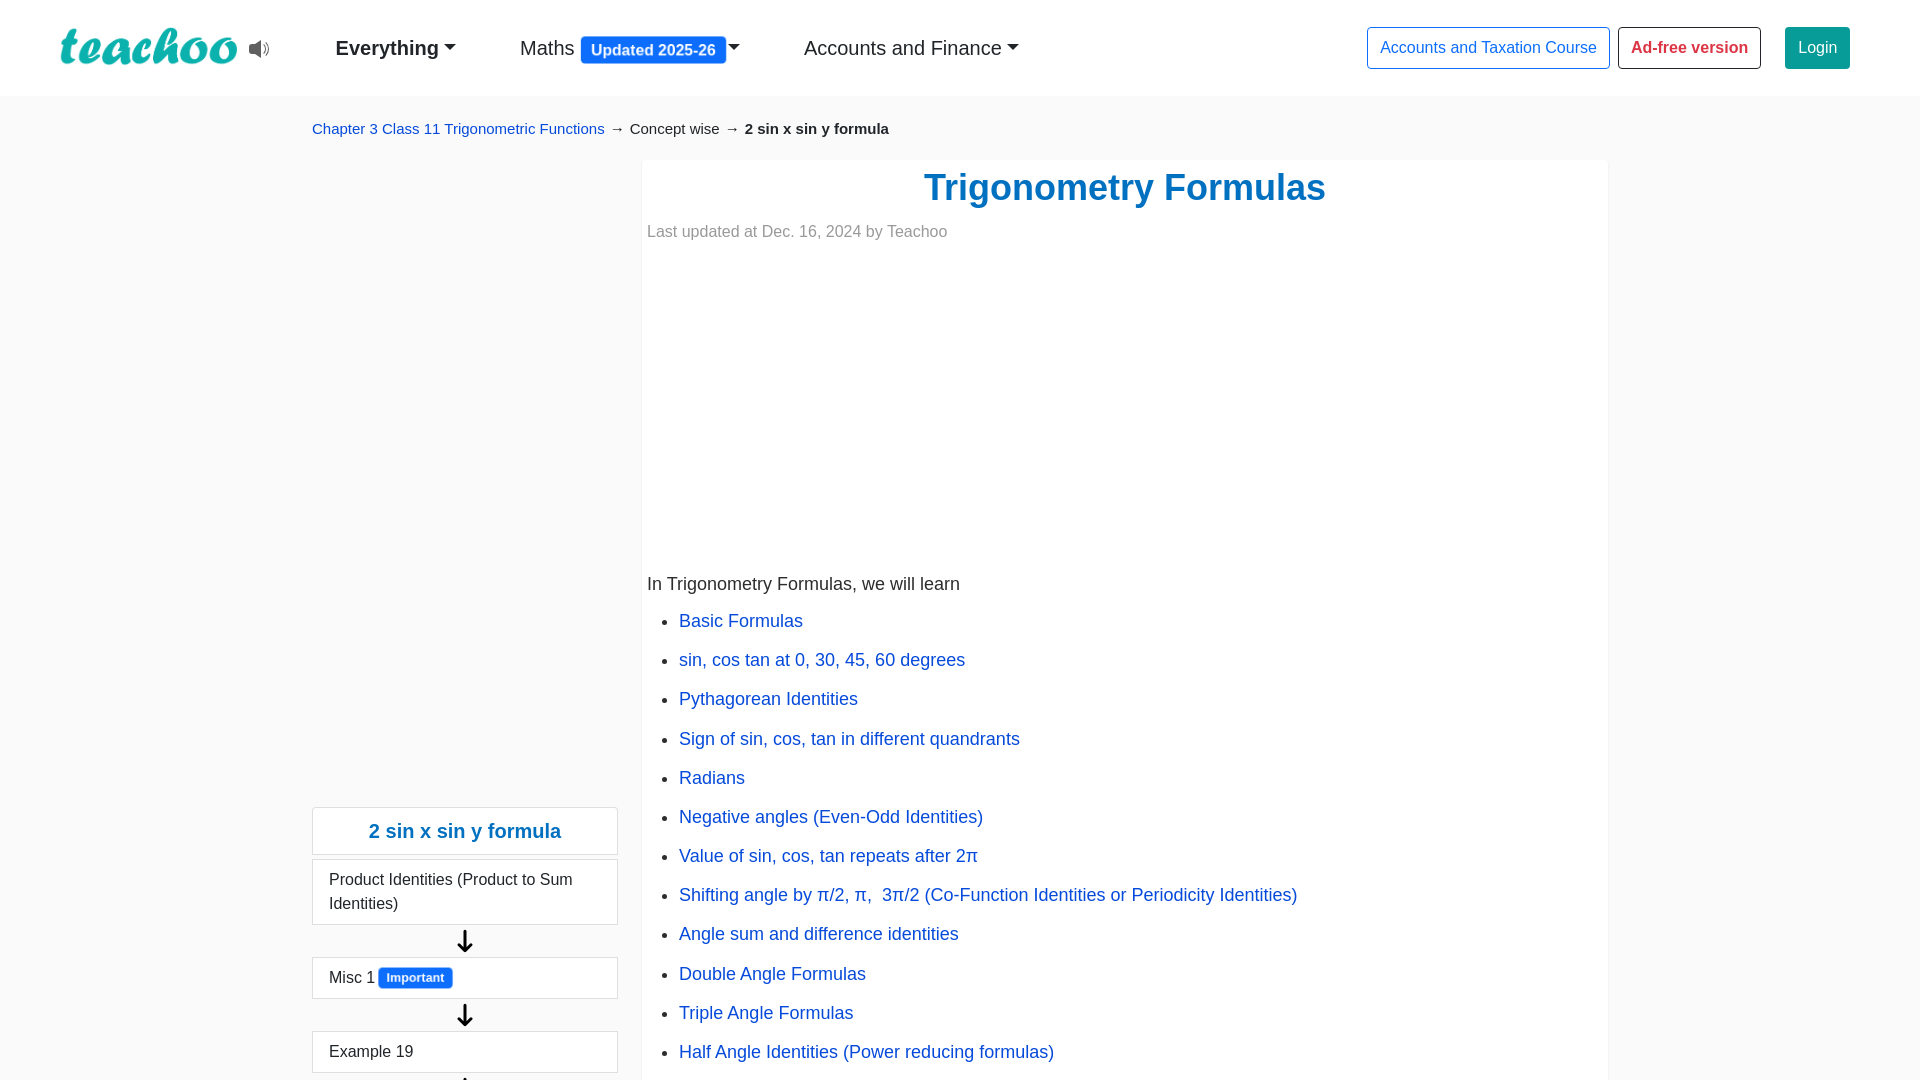 teachoo
Everything
Maths Updated 2025-26
Accounts and Finance
Accounts and Taxation Course
Ad-free version
Login
Chapter 3 Class 11 Trigonometric Functions → Concept wise → 2 sin x sin y formula
Trigonometry Formulas
Last updated at Dec. 16, 2024 by Teachoo
In Trigonometry Formulas, we will learn
Basic Formulas
sin, cos tan at 0, 30, 45, 60 degrees
Pythagorean Identities
Sign of sin, cos, tan in different quandrants
Radians
Negative angles (Even-Odd Identities)
Value of sin, cos, tan repeats after 2π
Shifting angle by π/2, π, 3π/2 (Co-Function Identities or Periodicity Identities)
Angle sum and difference identities
Double Angle Formulas
Triple Angle Formulas
Half Angle Identities (Power reducing formulas)
2 sin x sin y formula
Product Identities (Product to Sum
Identities)
Misc 1 Important
Example 19